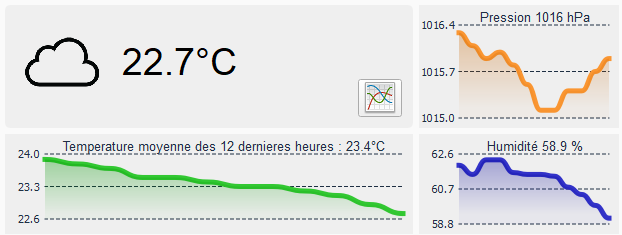 22.7°C
Pression 1016 hPa
1016.4
1015.7
1015.0
Temperature moyenne des 12 dernieres heures : 23.4°C
24.0
23.3
22.6
Humidité 58.9 %
62.6
60.7
58.8